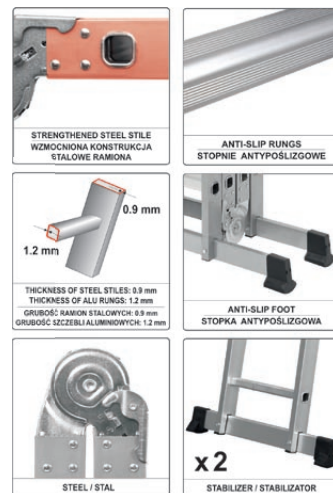 STRENGTHENED STEEL STILE
WZMOCNIONA KONSTRUKCJA
STALOWE RAMIONA
ANTI-SLIP RUNGS
STOPNIE ANTYPOŚLIZGOWE
0.9 mm
1.2 mm
THICKNESS OF STEEL STILES: 0.9 mm
THICKNESS OF ALU RUNGS: 1.2 mm
GRUBOŚĆ RAMION STALOWYCH: 0.9 mm
GRUBOŚĆ SZCZEBLI ALUMINIOWYCH: 1.2 mm
ANTI-SLIP FOOT
STOPKA ANTYPOŚLIZGOWA
STEEL / STAL
x 2
STABILIZER / STABILIZATOR